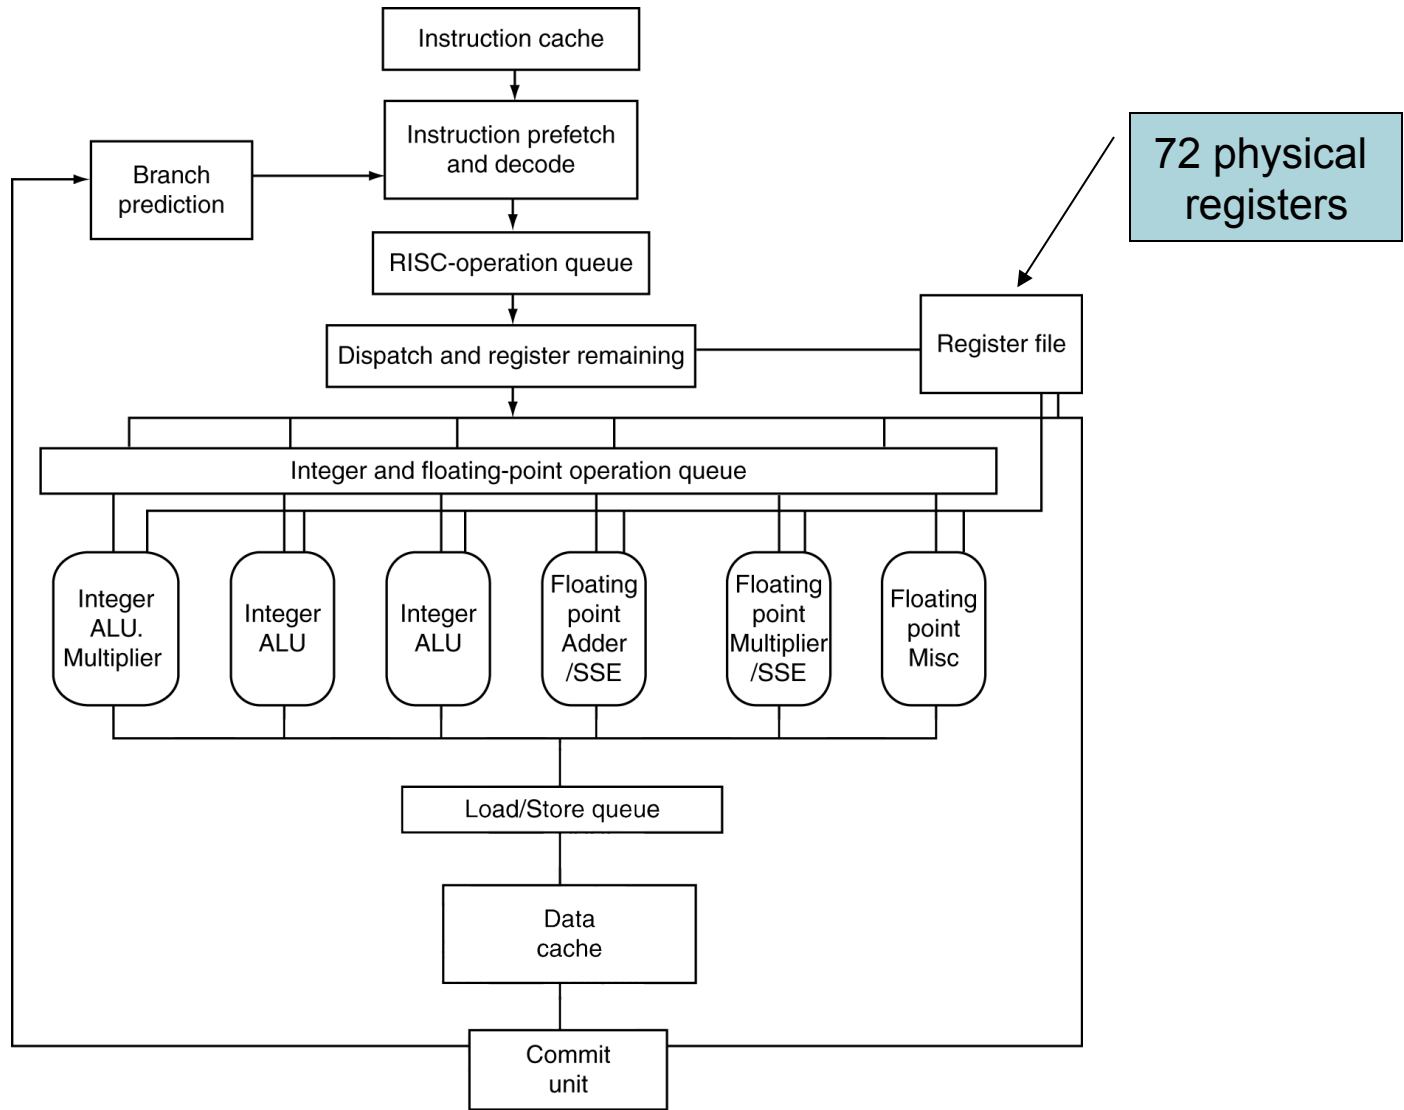 Instruction cache
Instruction prefetch
and decode
72 physical
registers
Branch
prediction
RISC-operation queue
Dispatch and register remaining
Register file
Integer and floating-point operation queue
Integer
ALU.
Multiplier
Integer
ALU
Integer
ALU
Floating
point
Adder
/SSE
Floating
point
Multiplier
/SSE
Floating
point
Misc
Load/Store queue
Data
cache
Commit
unit